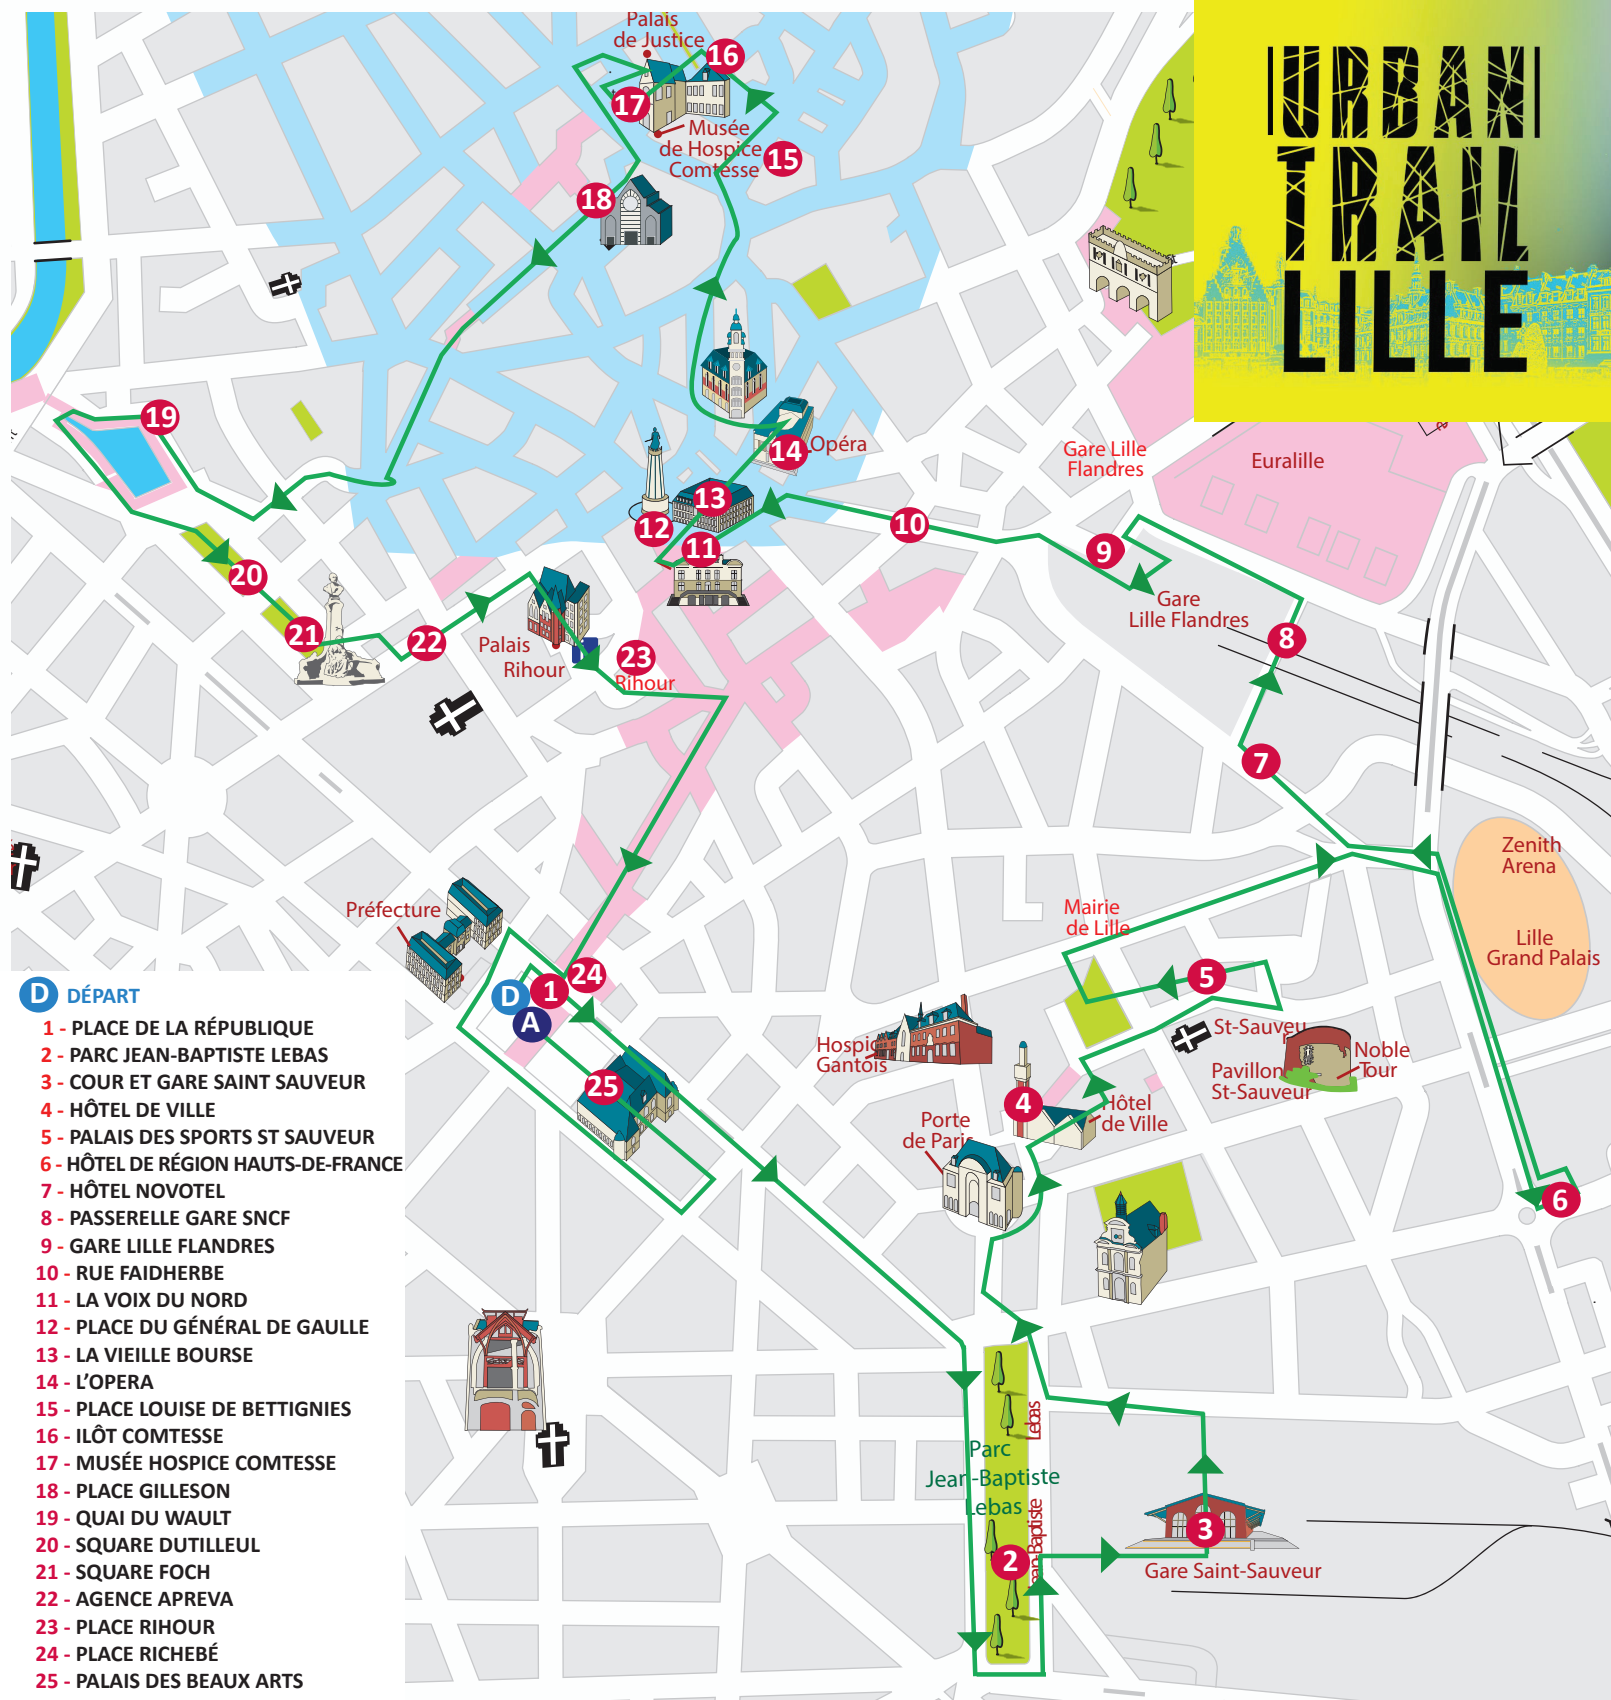 Palais
de Justice
16
17
Musée
de Hospice
Comtesse
15
18
URBAN
TRAIL
LILLE
19
14
Opéra
Gare Lille
Flandres
Euralille
13
12
11
10
9
Gare
Lille Flandres
8
20
21
22
Palais
Rihour
23
Rihour
7
Zenith
Arena
Lille
Grand Palais
Préfecture
Mairie
de Lille
24
D
1
A
5
St-Sauveu
Hospic
Gantois
Pavillon
St-Sauveur
Noble
Tour
25
4
Hôtel
de Ville
Porte
de Paris
6
Parc
Jean-Baptiste
Lebas
Jean-Baptiste
Lebas
2
3
Gare Saint-Sauveur
D DÉPART
1 - PLACE DE LA RÉPUBLIQUE
2 - PARC JEAN-BAPTISTE LEBAS
3 - COUR ET GARE SAINT SAUVEUR
4 - HÔTEL DE VILLE
5 - PALAIS DES SPORTS ST SAUVEUR
6 - HÔTEL DE RÉGION HAUTS-DE-FRANCE
7 - HÔTEL NOVOTEL
8 - PASSERELLE GARE SNCF
9 - GARE LILLE FLANDRES
10 - RUE FAIDHERBE
11 - LA VOIX DU NORD
12 - PLACE DU GÉNÉRAL DE GAULLE
13 - LA VIEILLE BOURSE
14 - L'OPERA
15 - PLACE LOUISE DE BETTIGNIES
16 - ILÔT COMTESSE
17 - MUSÉE HOSPICE COMTESSE
18 - PLACE GILLESON
19 - QUAI DU WAULT
20 - SQUARE DUTILLEUL
21 - SQUARE FOCH
22 - AGENCE APREVA
23 - PLACE RIHOUR
24 - PLACE RICHEBÉ
25 - PALAIS DES BEAUX ARTS